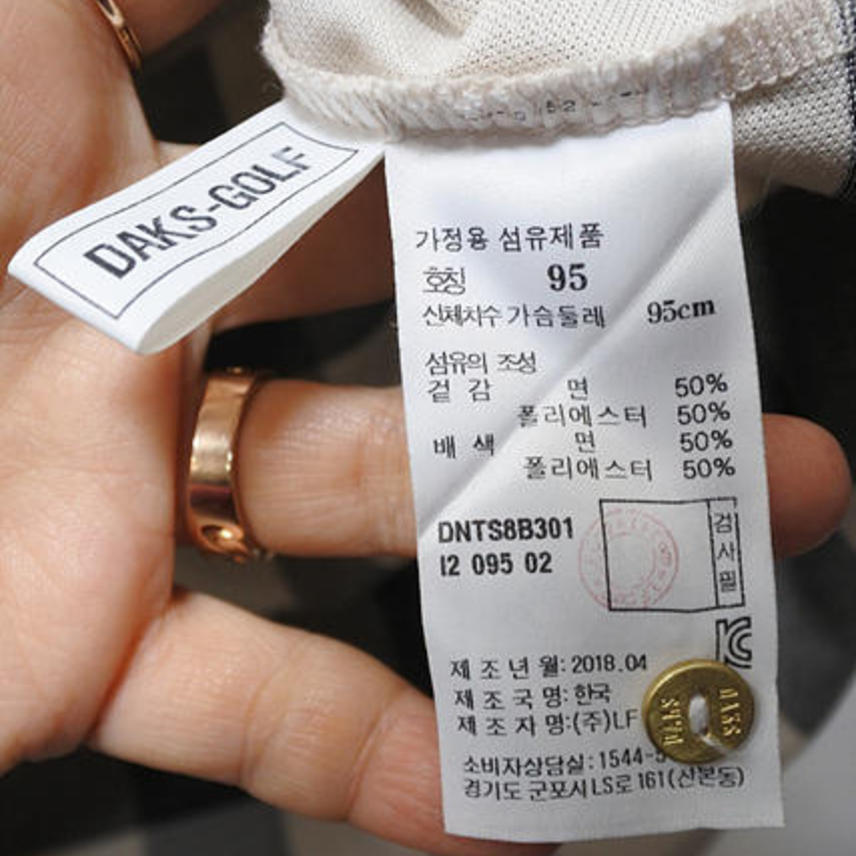 DAKS-GOLF
가정용 섬유제품
호칭 95
신체치수 가슴둘레 95cm
섬유의 조성
겉 감 면 50%
폴리에스터 50%
배 색 면 50%
폴리에스터 50%
DNTS8B301
I2 095 02
검사필
제 조 년 월: 2018.04
제 조 국 명: 한국
제 조 자 명: (주)LF
소비자상담실: 1544-5
경기도 군포시 LS로 161 (산본동)
DAKS
DAKS